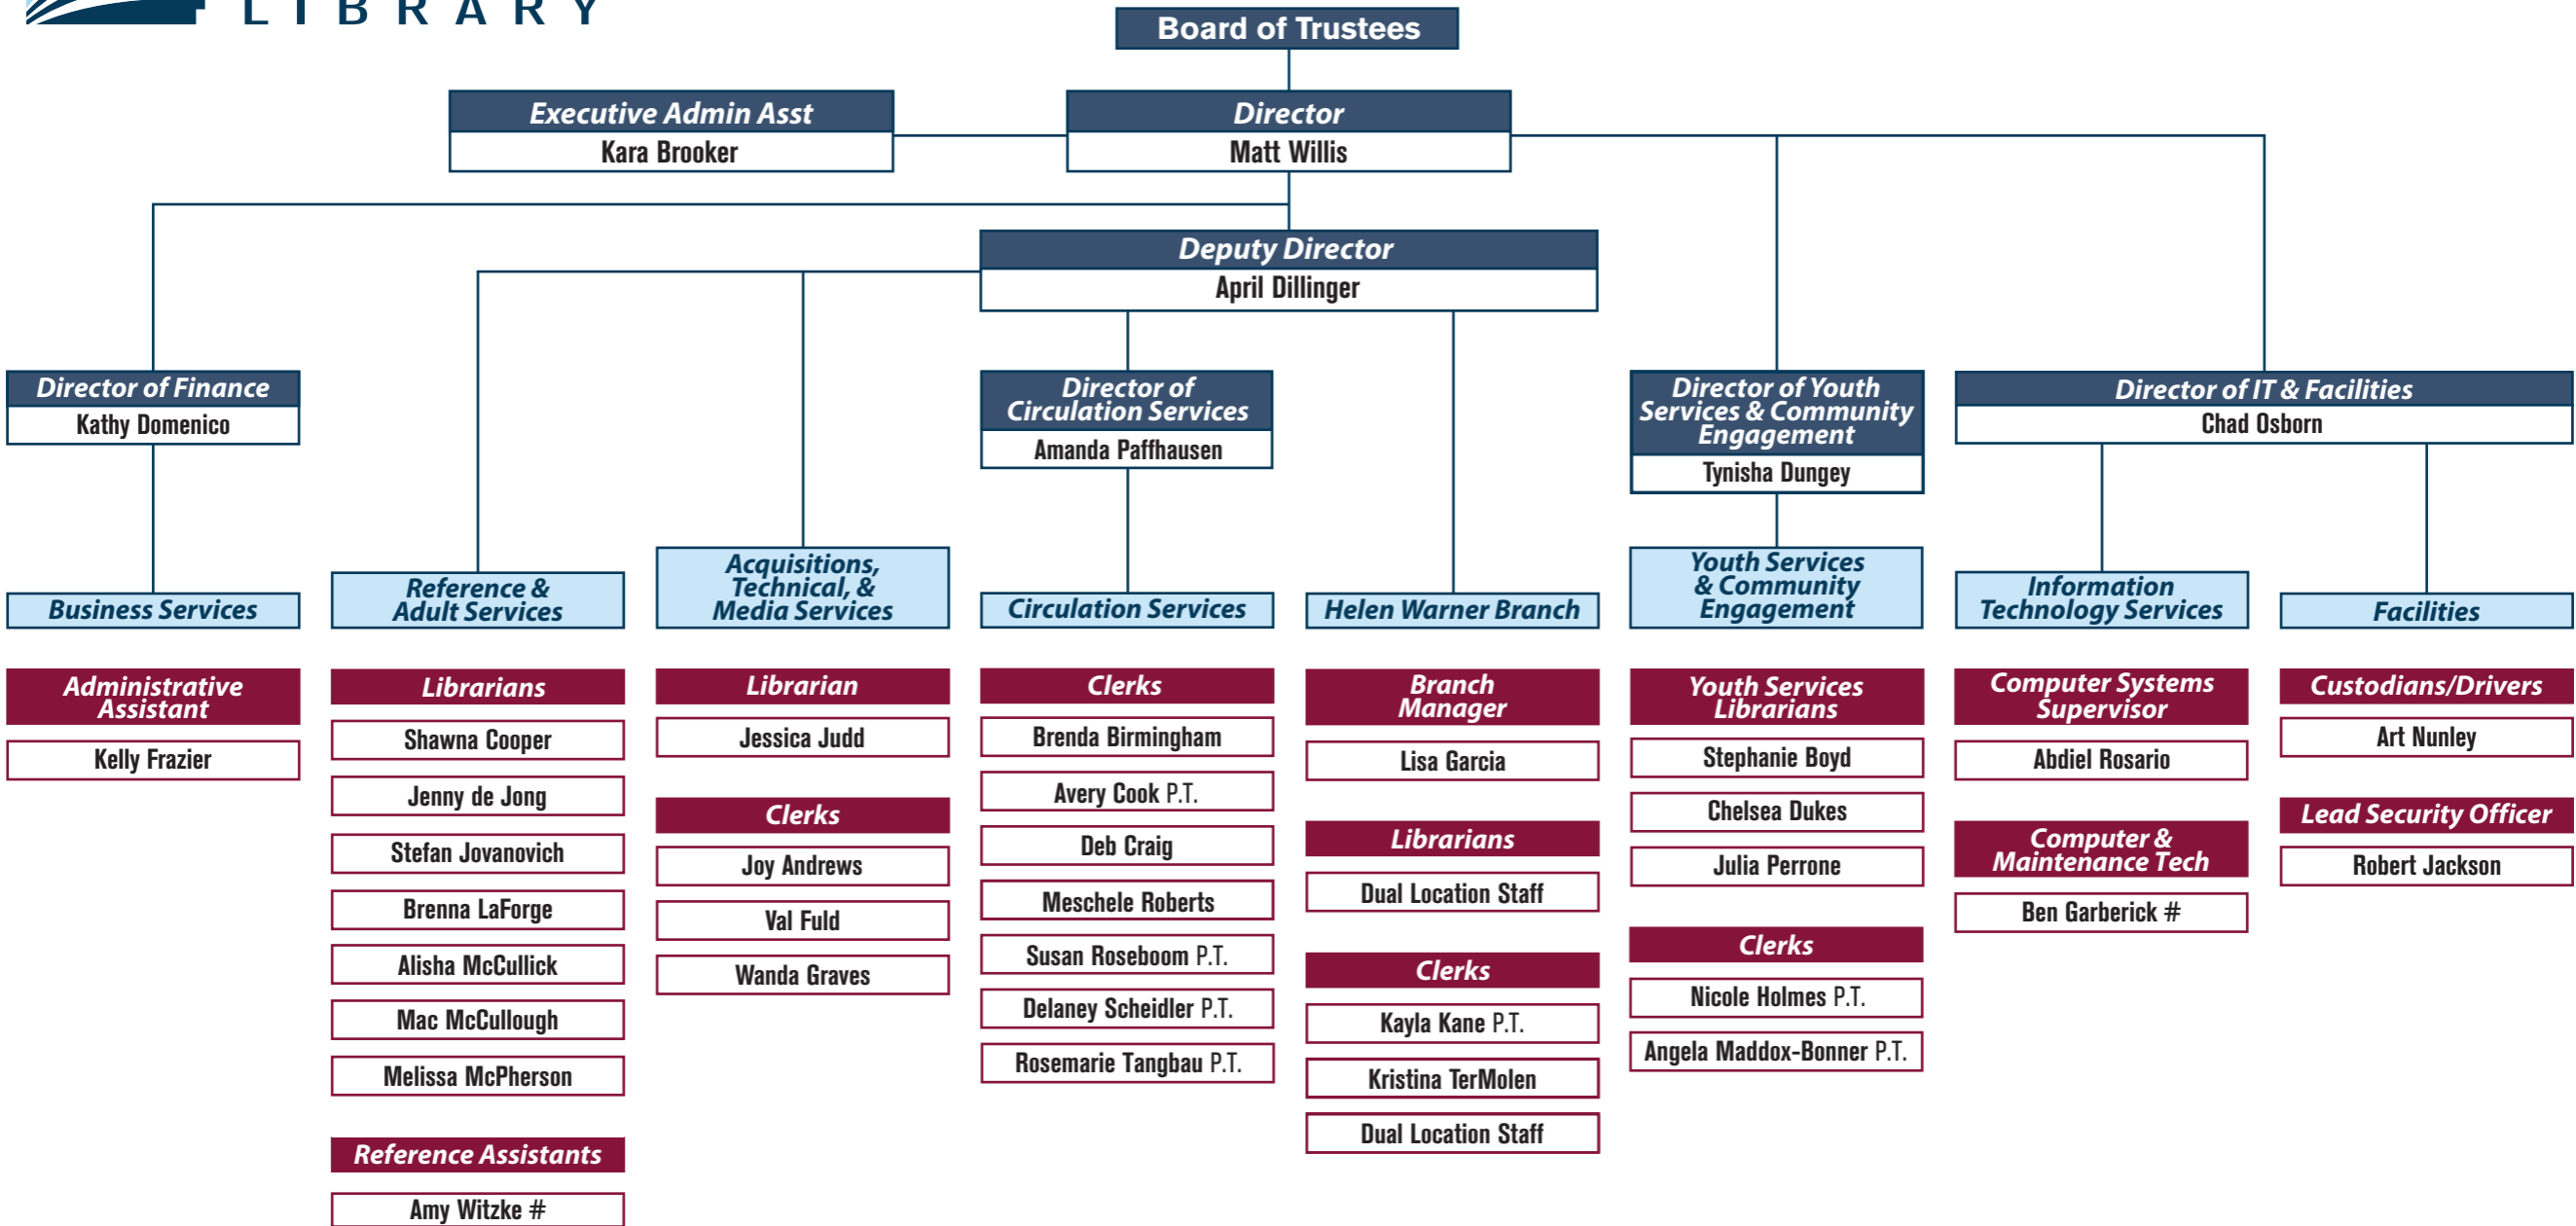 LIBRARY
Board of Trustees
Executive Admin Asst
Kara Brooker
Director
Matt Willis
Deputy Director
April Dillinger
Director of Finance
Kathy Domenico
Director of
Circulation Services
Amanda Paffhausen
Director of Youth
Services & Community
Engagement
Tynisha Dungey
Director of IT & Facilities
Chad Osborn
Business Services
Administrative
Assistant
Kelly Frazier
Reference &
Adult Services
Librarians
Shawna Cooper
Jenny de Jong
Stefan Jovanovich
Brenna LaForge
Alisha McCullick
Mac McCullough
Melissa McPherson
Reference Assistants
Amy Witzke #
Acquisitions,
Technical, &
Media Services
Librarian
Jessica Judd
Clerks
Joy Andrews
Val Fuld
Wanda Graves
Circulation Services
Clerks
Brenda Birmingham
Avery Cook P.T.
Deb Craig
Meschele Roberts
Susan Roseboom P.T.
Delaney Scheidler P.T.
Rosemarie Tangbau P.T.
Helen Warner Branch
Branch
Manager
Lisa Garcia
Librarians
Dual Location Staff
Clerks
Kayla Kane P.T.
Kristina TerMolen
Dual Location Staff
Youth Services
& Community
Engagement
Youth Services
Librarians
Stephanie Boyd
Chelsea Dukes
Julia Perrone
Clerks
Nicole Holmes P.T.
Angela Maddox-Bonner P.T.
Information
Technology Services
Computer Systems
Supervisor
Abdiel Rosario
Computer &
Maintenance Tech
Ben Garberick #
Facilities
Custodians/Drivers
Art Nunley
Lead Security Officer
Robert Jackson